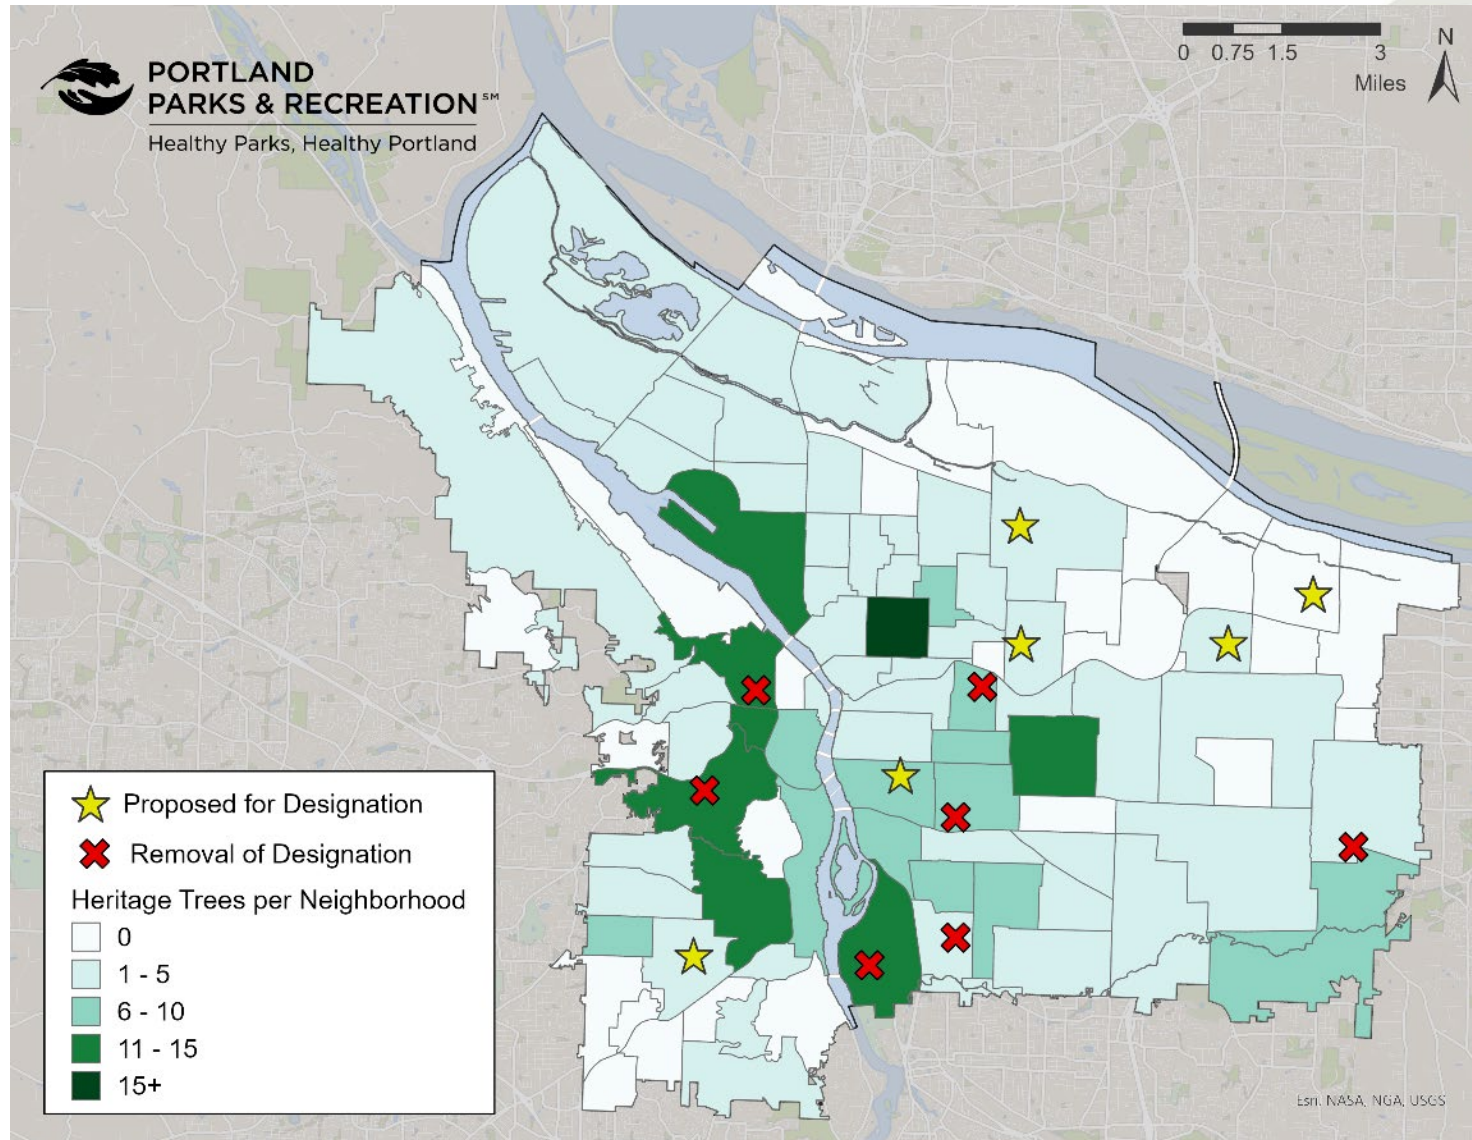 PORTLAND
PARKS & RECREATION℠
Healthy Parks, Healthy Portland
0 0.75 1.5 3
Miles
N
Proposed for Designation
Removal of Designation
Heritage Trees per Neighborhood
0
1 - 5
6 - 10
11 - 15
15+
Esri, NASA, NGA, USGS